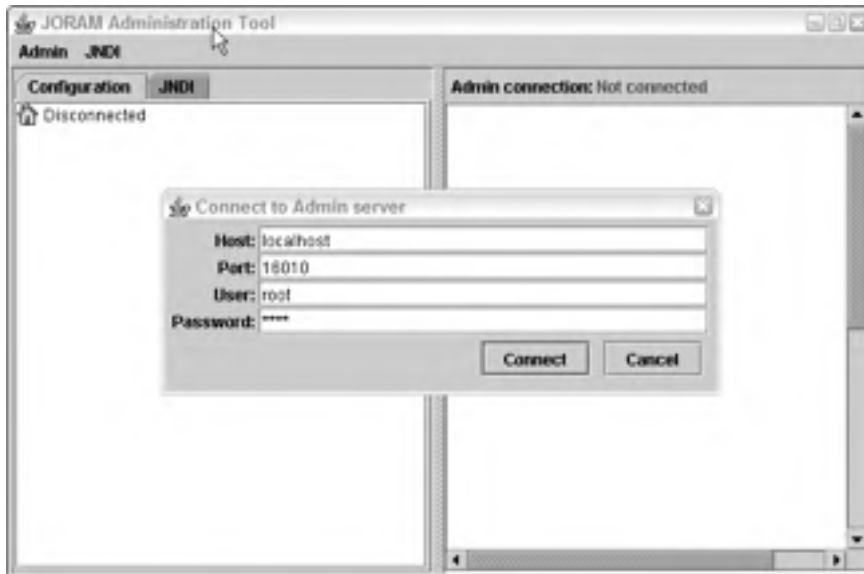 JORAM Administration Tool
Admin JNDI
Configuration JNDI
Admin connection: Not connected
Disconnected
Connect to Admin server
Host: localhost
Port: 16010
User: root
Password: ****
Connect Cancel